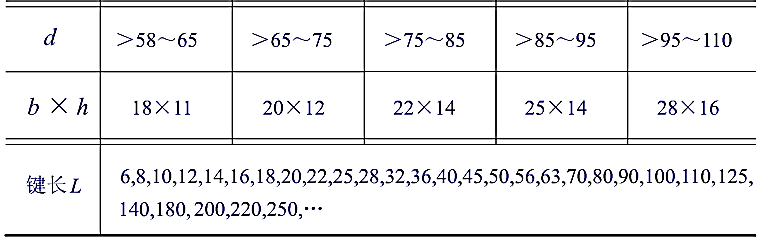 d >58～65 >65～75 >75～85 >85～95 >95～110
b × h 18×11 20×12 22×14 25×14 28×16
键长L 6,8,10,12,14,16,18,20,22,25,28,32,36,40,45,50,56,63,70,80,90,100,110,125,
140,180, 200,220,250,…